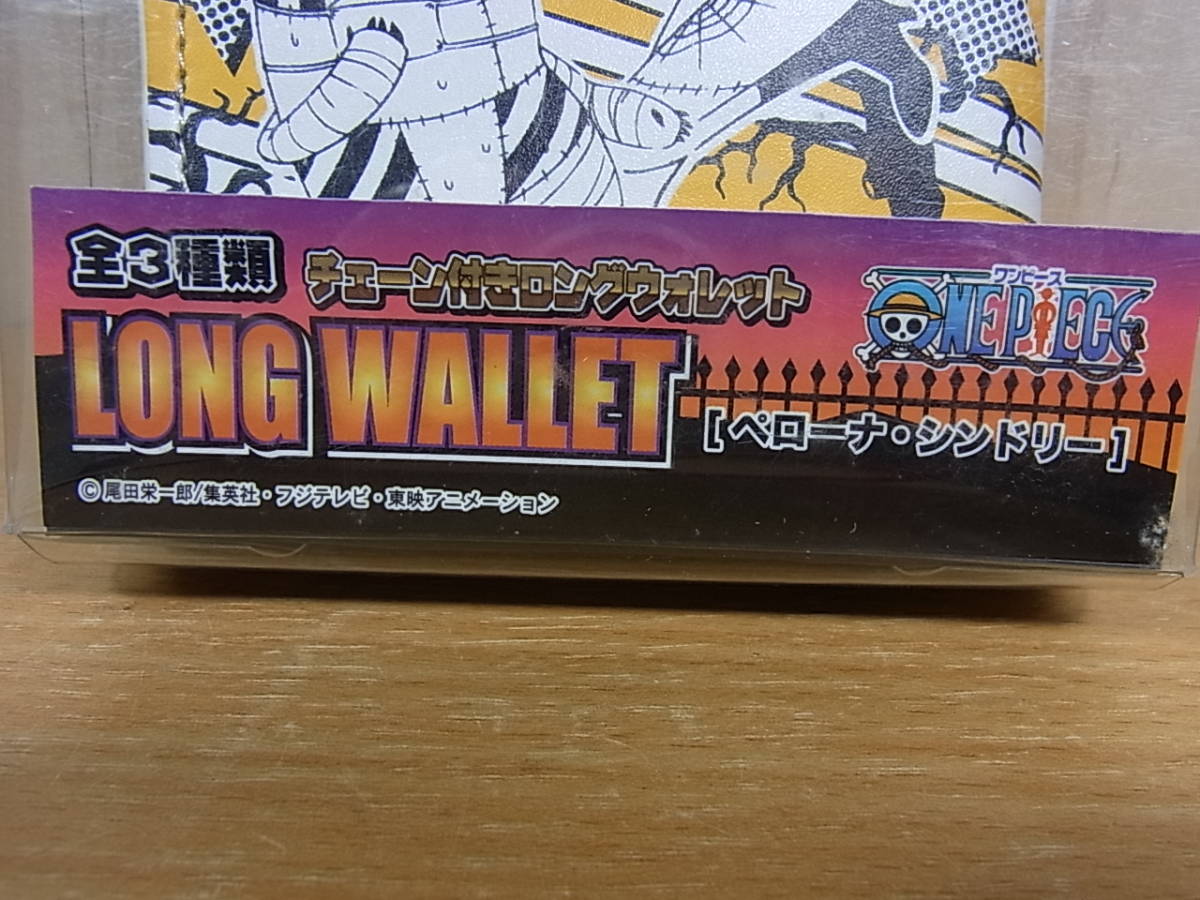 全3種類
チェーン付きロングウォレット
LONG WALLET
ワンピース
ONE PIECE
[ペローナ・シンドリー]
© 尾田栄一郎/集英社・フジテレビ・東映アニメーション